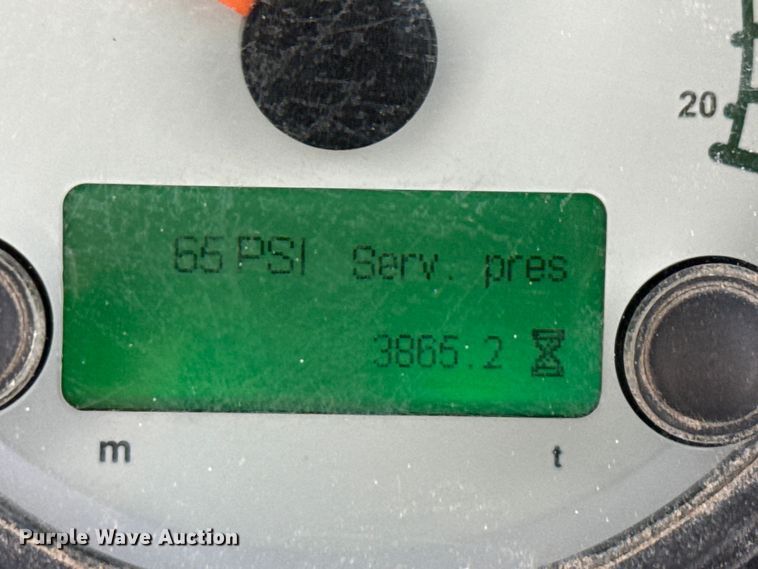 20
65 PSI Serv. pres
3865.2
m t
Purple Wave Auction